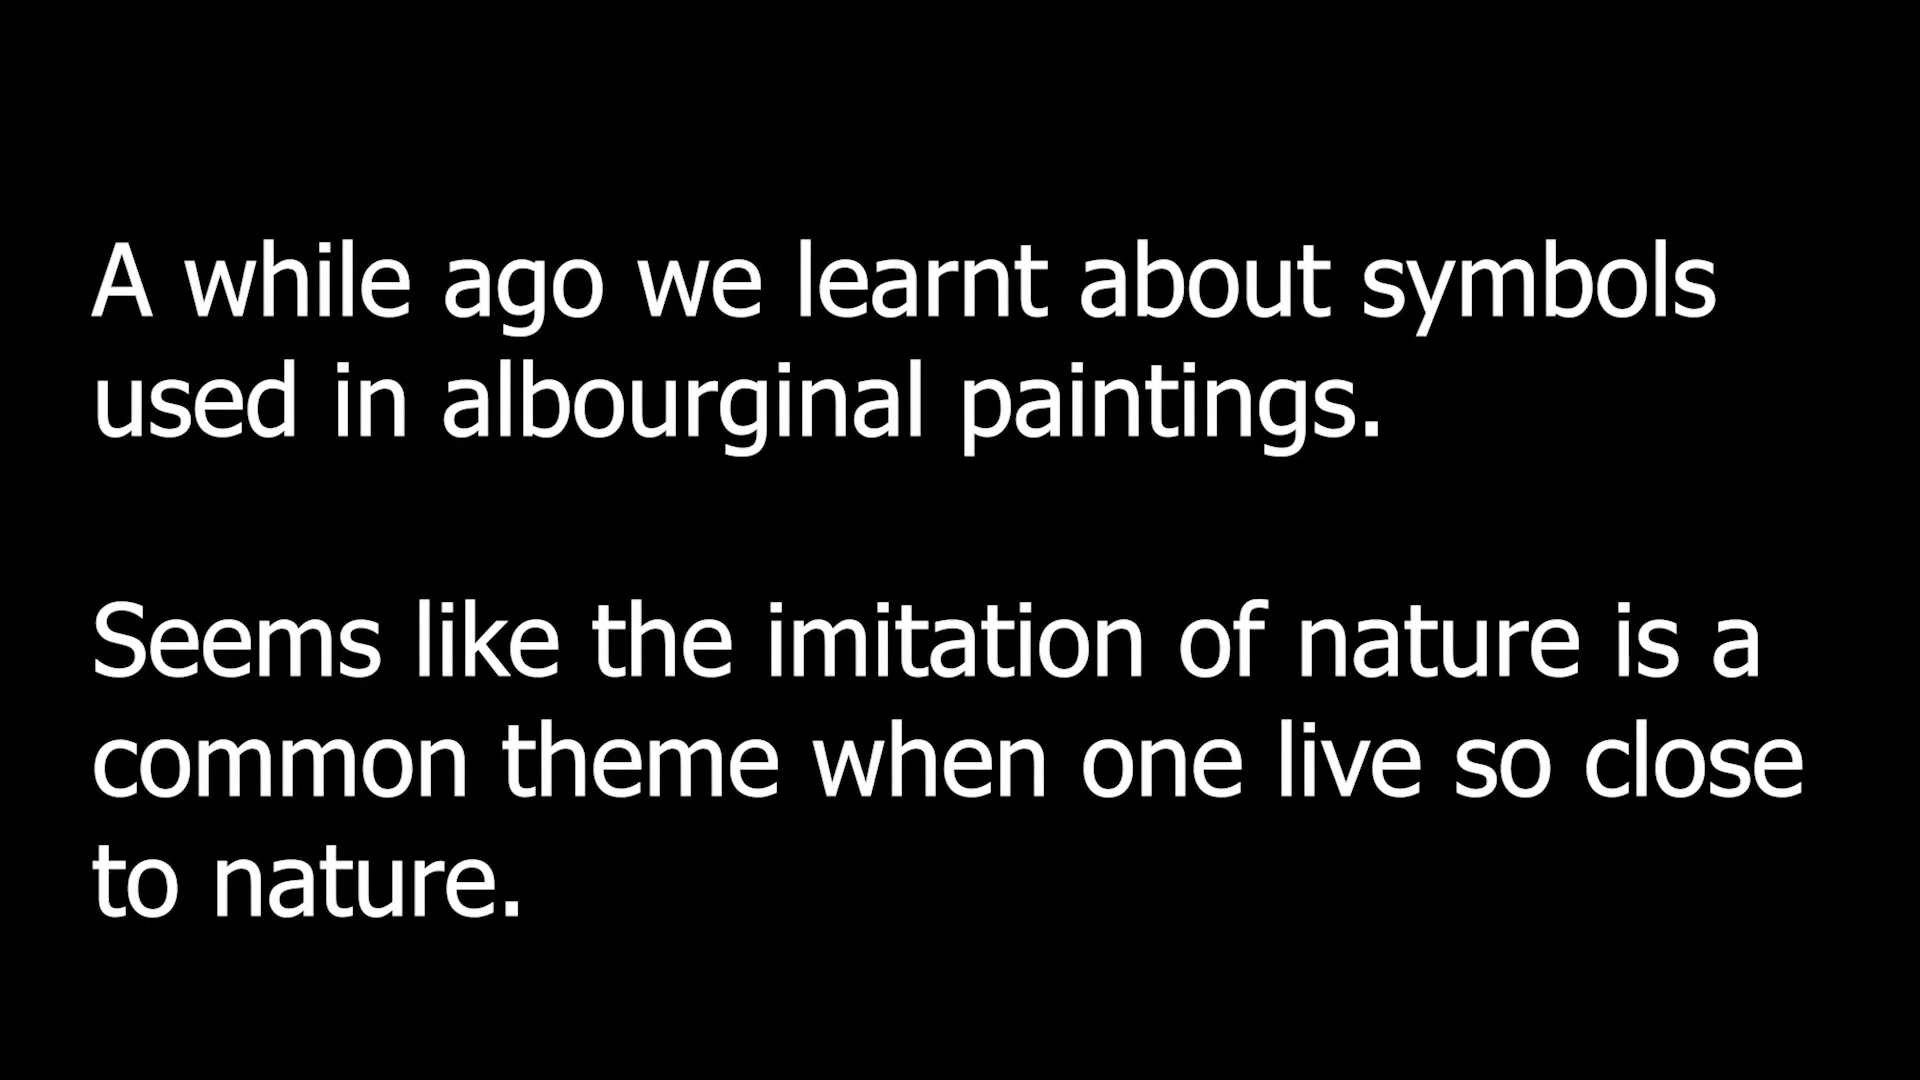 A while ago we learnt about symbols
used in albourginal paintings.
Seems like the imitation of nature is a
common theme when one live so close
to nature.